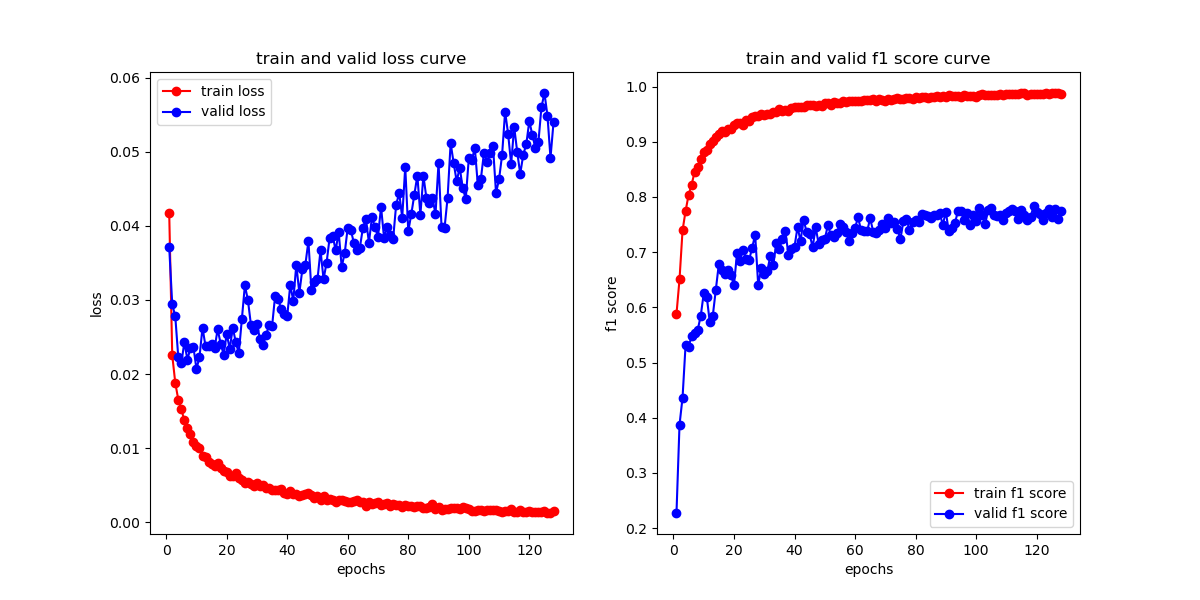 train and valid loss curve
train loss
valid loss
loss
0.06
0.05
0.04
0.03
0.02
0.01
0.00
0 20 40 60 80 100 120
epochs
train and valid f1 score curve
f1 score
1.0
0.9
0.8
0.7
0.6
0.5
0.4
0.3
0.2
train f1 score
valid f1 score
0 20 40 60 80 100 120
epochs